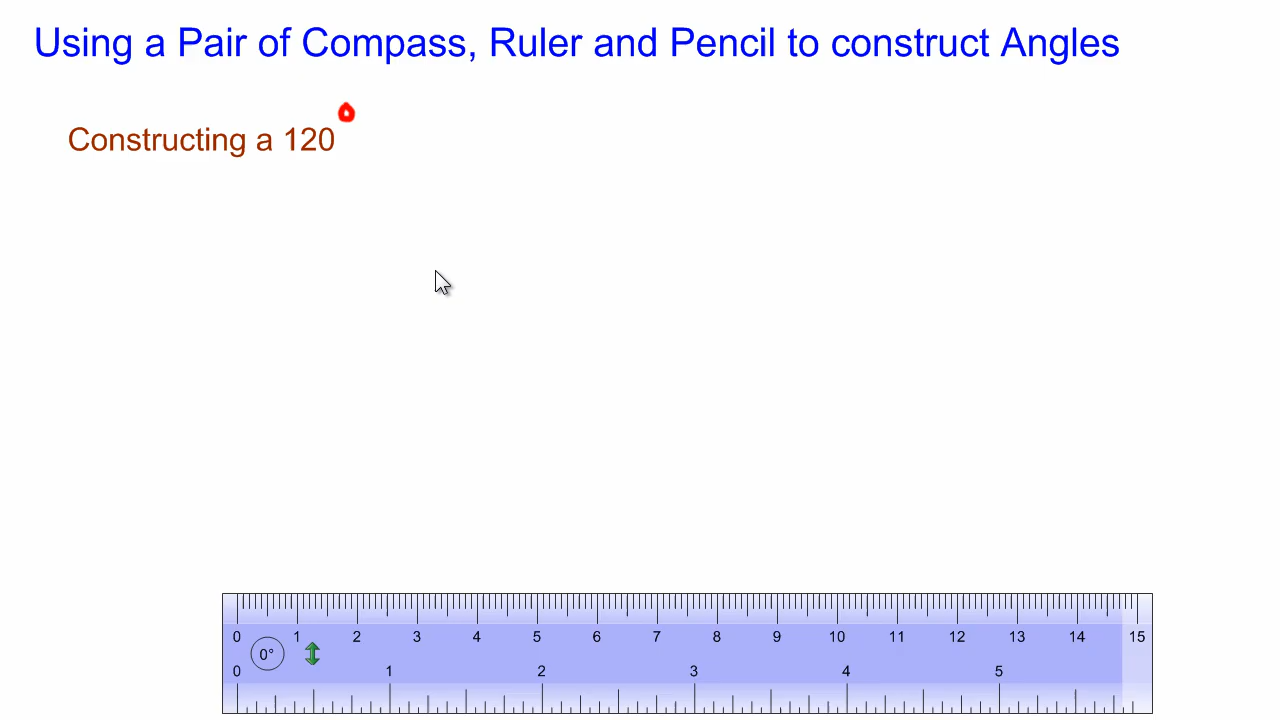 Using a Pair of Compass, Ruler and Pencil to construct Angles
Constructing a 120°
0 1 2 3 4 5 6 7 8 9 10 11 12 13 14 15
0°
0 1 2 3 4 5